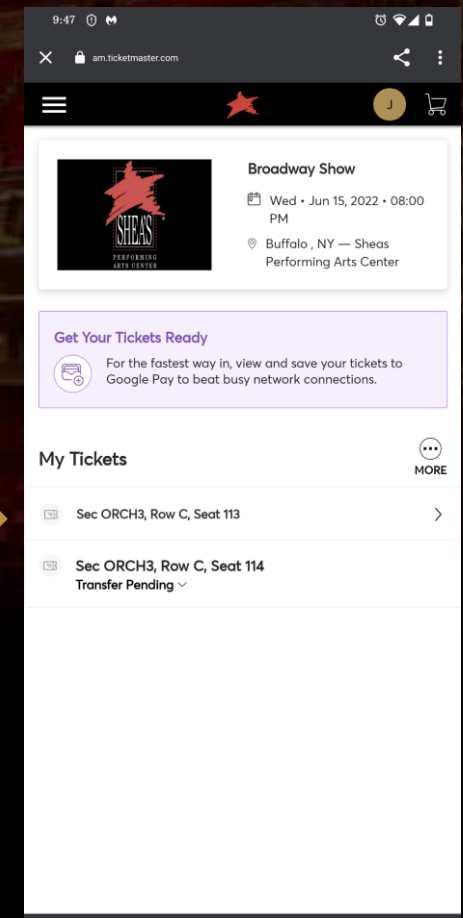 9:47
am.ticketmaster.com
J
SHEA'S
PERFORMING
ARTS CENTER
Broadway Show
Wed • Jun 15, 2022 • 08:00
PM
Buffalo , NY — Sheas
Performing Arts Center
Get Your Tickets Ready
For the fastest way in, view and save your tickets to
Google Pay to beat busy network connections.
My Tickets
MORE
Sec ORCH3, Row C, Seat 113
Sec ORCH3, Row C, Seat 114
Transfer Pending